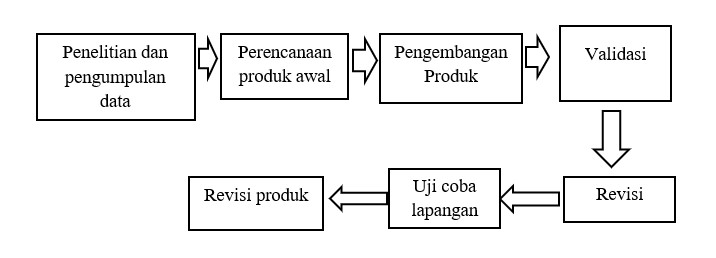 Penelitian dan
pengumpulan
data
Perencanaan
produk awal
Pengembangan
Produk
Validasi
Revisi
Uji coba
lapangan
Revisi produk